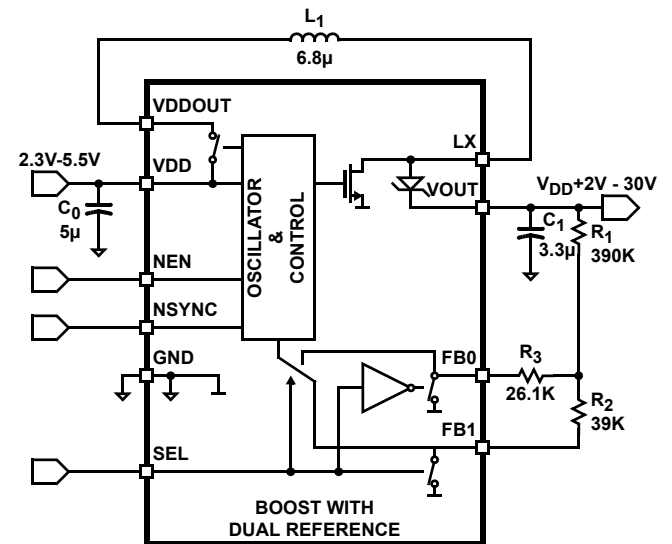 L1
6.8µ
VDDOUT
LX
2.3V-5.5V
VDD
VOUT
VDD+2V - 30V
C0
5µ
OSCILLATOR
&
CONTROL
C1
3.3µ
R1
390K
NEN
NSYNC
GND
FB0
R3
26.1K
R2
39K
FB1
SEL
BOOST WITH
DUAL REFERENCE